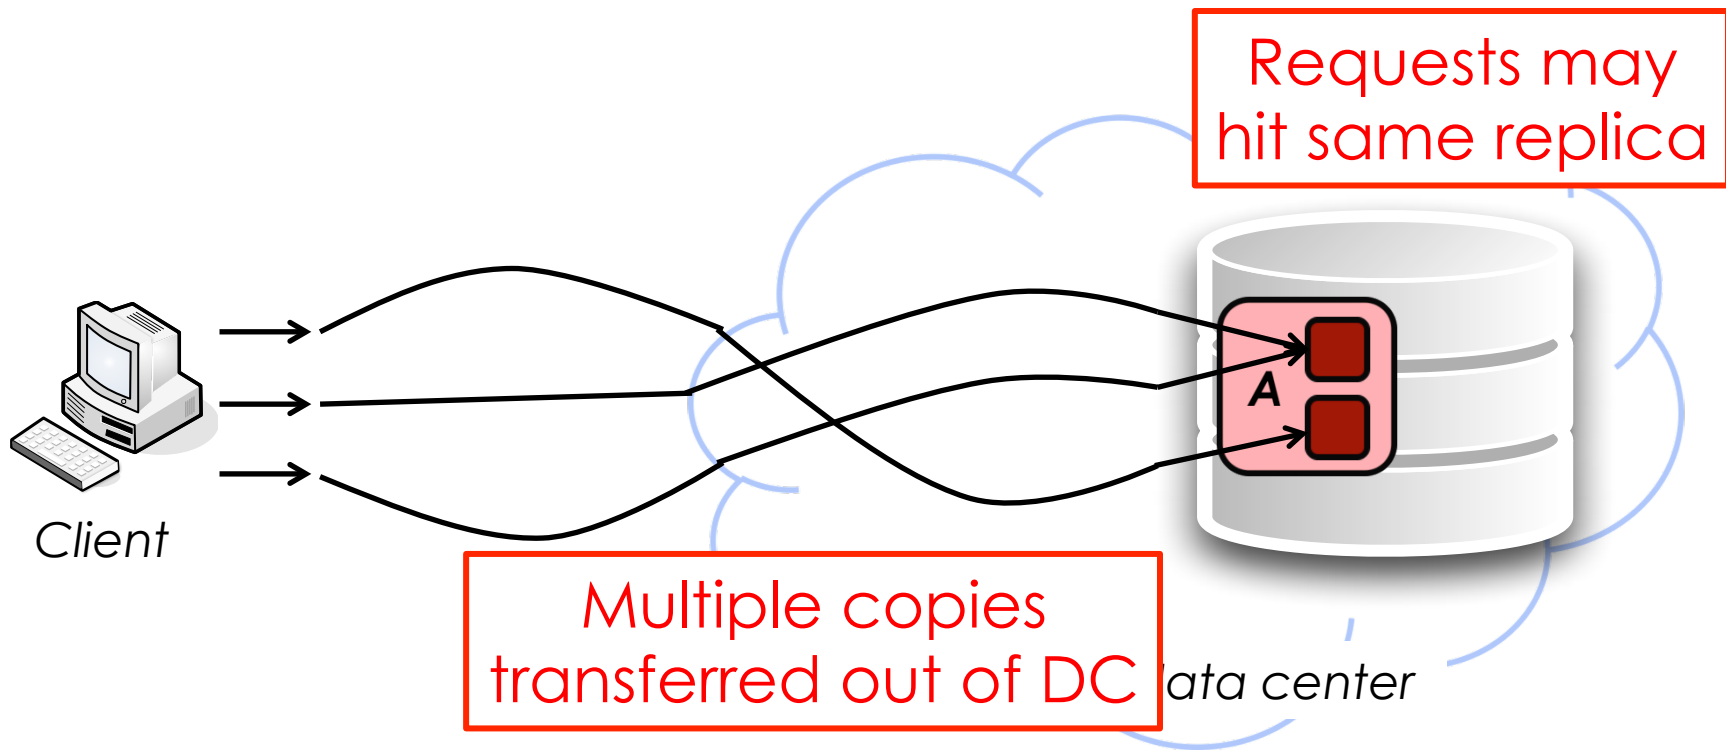 Requests may
hit same replica
A
Client
Multiple copies
transferred out of DC
ata center